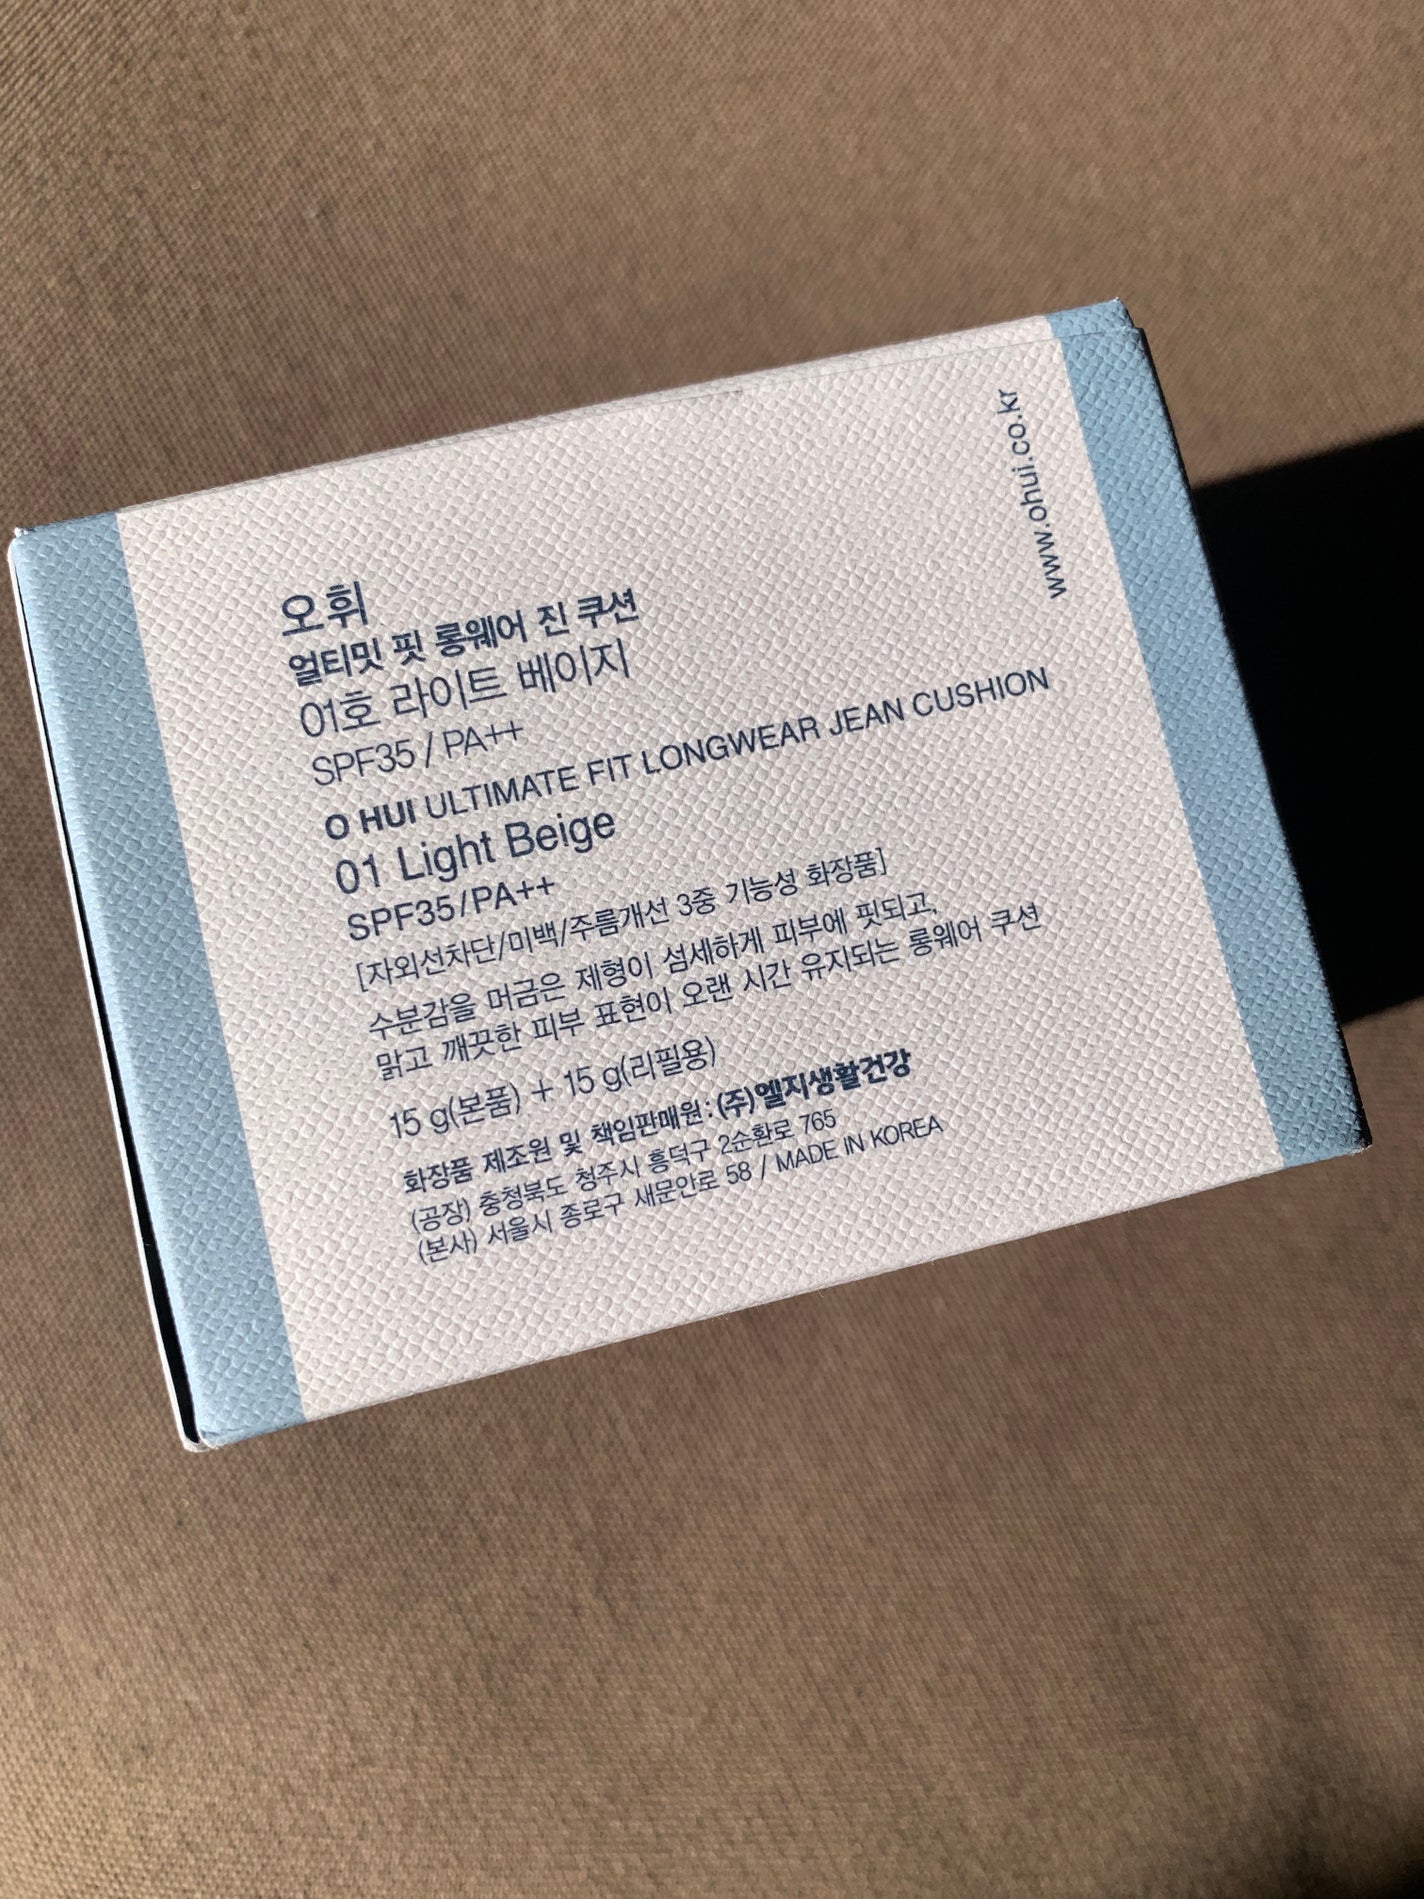 오휘
얼티밋 핏 롱웨어 진 쿠션
01호 라이트 베이지
SPF35 / PA++
O HUI ULTIMATE FIT LONGWEAR JEAN CUSHION
01 Light Beige
SPF35/PA++
[자외선차단/미백/주름개선 3중 기능성 화장품]
수분감을 머금은 제형이 섬세하게 피부에 핏되고,
맑고 깨끗한 피부 표현이 오랜 시간 유지되는 롱웨어 쿠션
15 g(본품) + 15 g(리필용)
화장품 제조원 및 책임판매원 : (주)엘지생활건강
(공장) 충청북도 청주시 흥덕구 2순환로 765
(본사) 서울시 종로구 새문안로 58 / MADE IN KOREA
www.ohui.co.kr